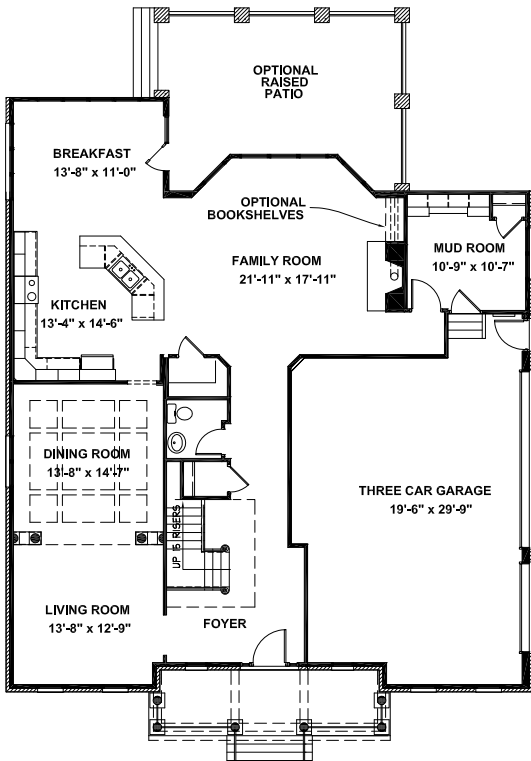 OPTIONAL
RAISED
PATIO
BREAKFAST
13'-8" x 11'-0"
OPTIONAL
BOOKSHELVES
FAMILY ROOM
21'-11" x 17'-11"
MUD ROOM
10'-9" x 10'-7"
KITCHEN
13'-4" x 14'-6"
DINING ROOM
13'-8" x 14'-7"
THREE CAR GARAGE
19'-6" x 29'-9"
UP 15 RISERS
LIVING ROOM
13'-8" x 12'-9"
FOYER